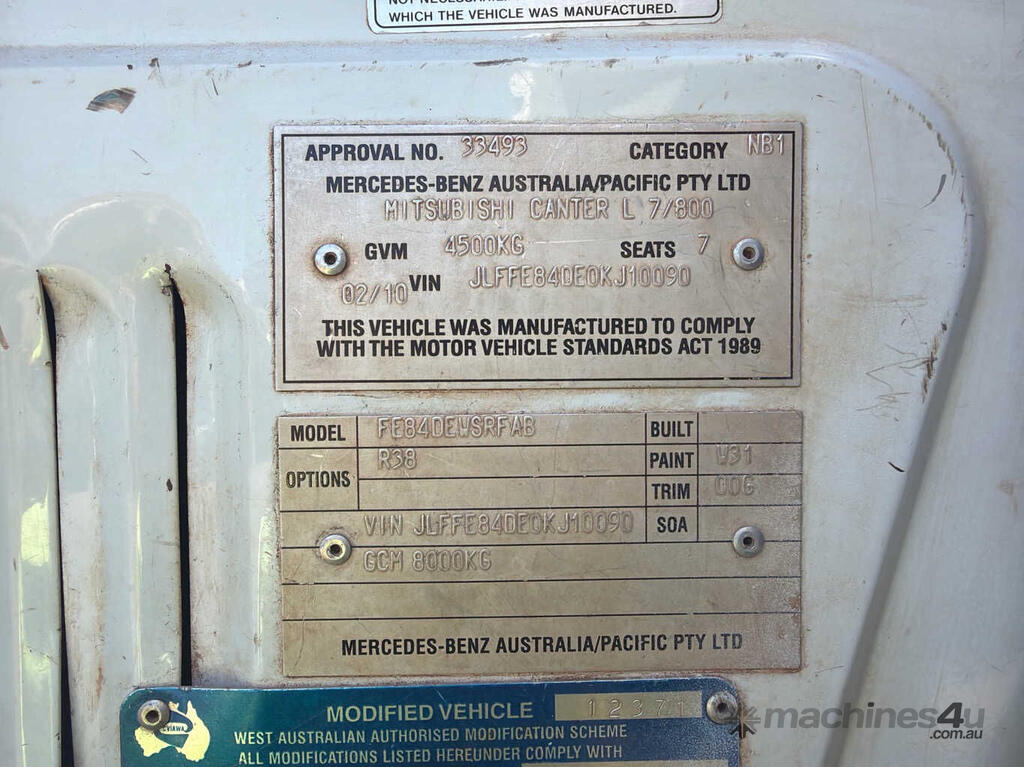 WHICH THE VEHICLE WAS MANUFACTURED.
APPROVAL NO. 33493 CATEGORY NB1
MERCEDES-BENZ AUSTRALIA/PACIFIC PTY LTD
MITSUBISHI CANTER L 7/800
GVM 4500KG SEATS 7
02/10 VIN JLFFE84DE0KJ10090
THIS VEHICLE WAS MANUFACTURED TO COMPLY
WITH THE MOTOR VEHICLE STANDARDS ACT 1989
MODEL FE84DEWSRFAB BUILT
OPTIONS R38 PAINT W31
TRIM 00G
VIN JLFFE84DE0KJ10090 SOA
GCM 8000KG
MERCEDES-BENZ AUSTRALIA/PACIFIC PTY LTD
MODIFIED VEHICLE 12371
WEST AUSTRALIAN AUTHORISED MODIFICATION SCHEME
ALL MODIFICATIONS LISTED HEREUNDER COMPLY WITH
machines4u
.com.au